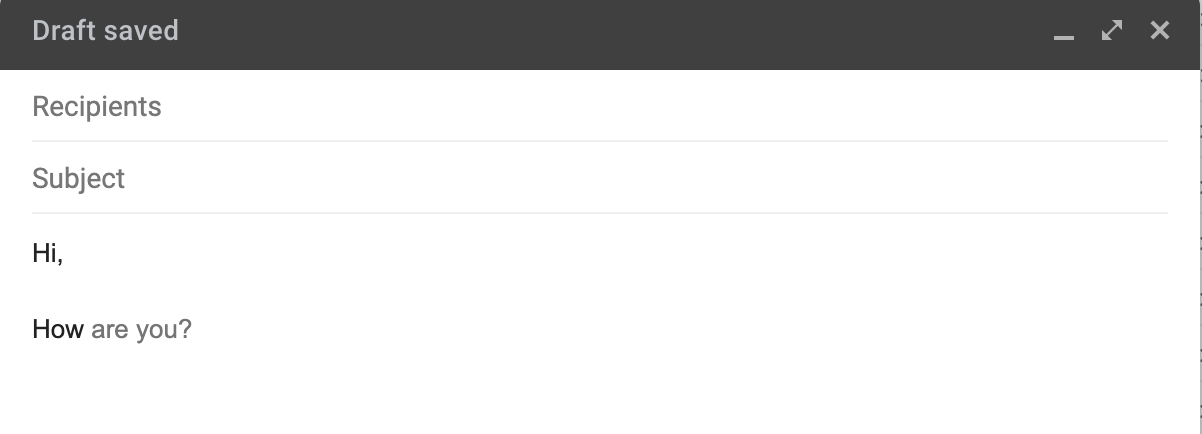 Draft saved
Recipients
Subject
Hi,
How are you?